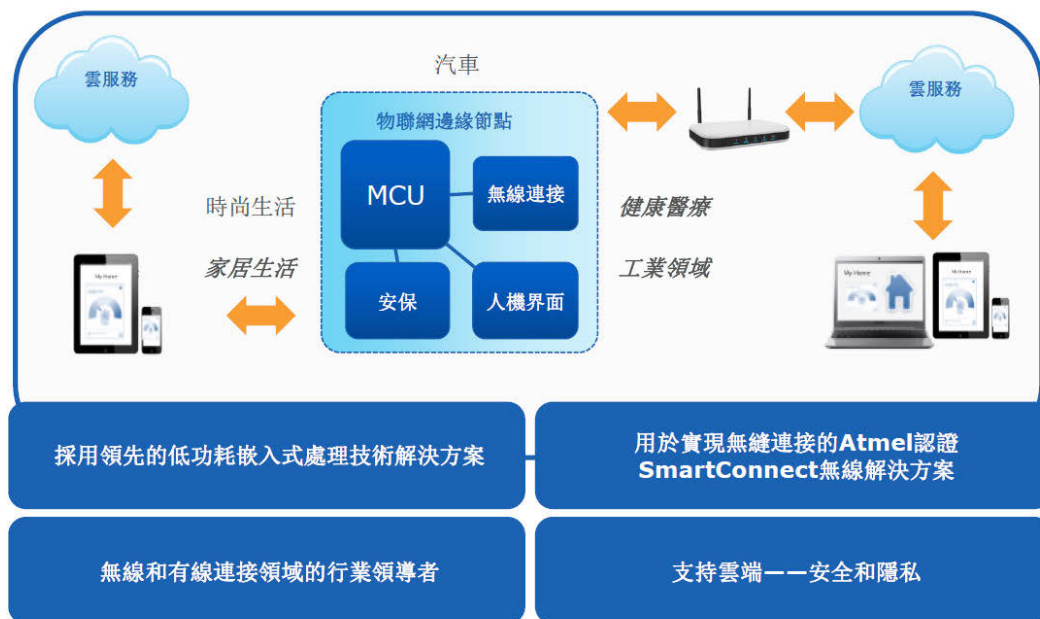 雲服務
汽車
雲服務
物聯網邊緣節點
MCU
無線連接
時尚生活
健康醫療
My Home
家居生活
工業領域
My Home
My Home
安保
人機界面
採用領先的低功耗嵌入式處理技術解決方案
用於實現無縫連接的Atmel認證
SmartConnect無線解決方案
無線和有線連接領域的行業領導者
支持雲端——安全和隱私